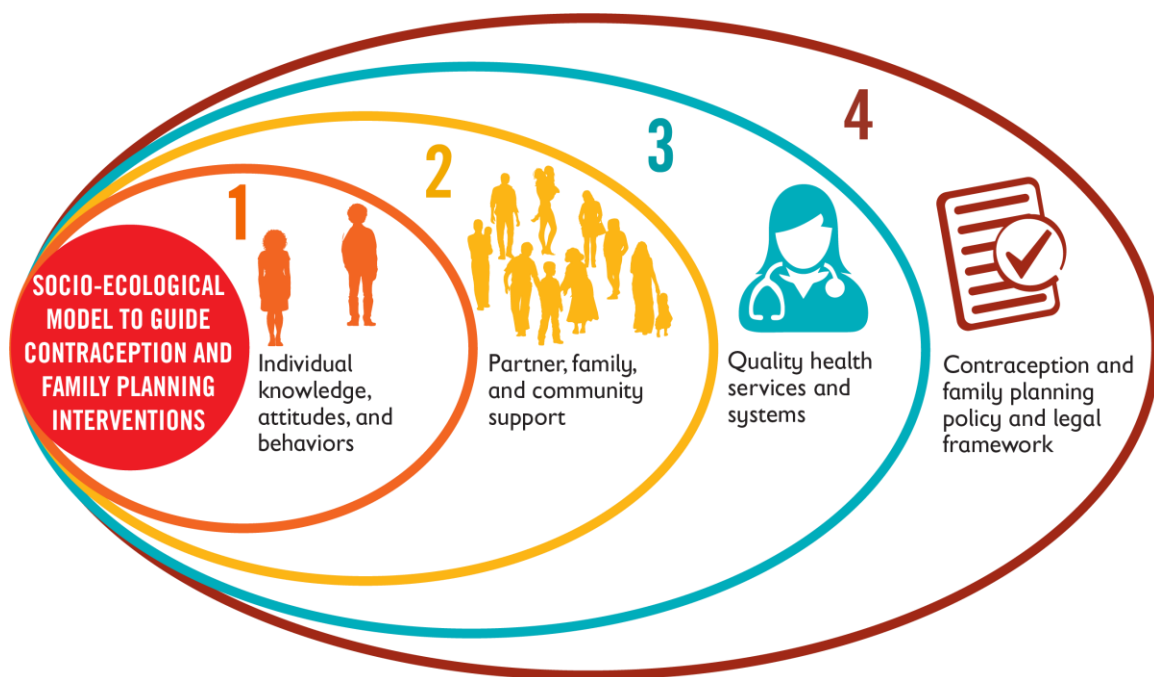 SOCIO-ECOLOGICAL
MODEL TO GUIDE
CONTRACEPTION AND
FAMILY PLANNING
INTERVENTIONS
1
Individual
knowledge,
attitudes, and
behaviors
2
Partner, family,
and community
support
3
Quality health
services and
systems
4
Contraception and
family planning
policy and legal
framework